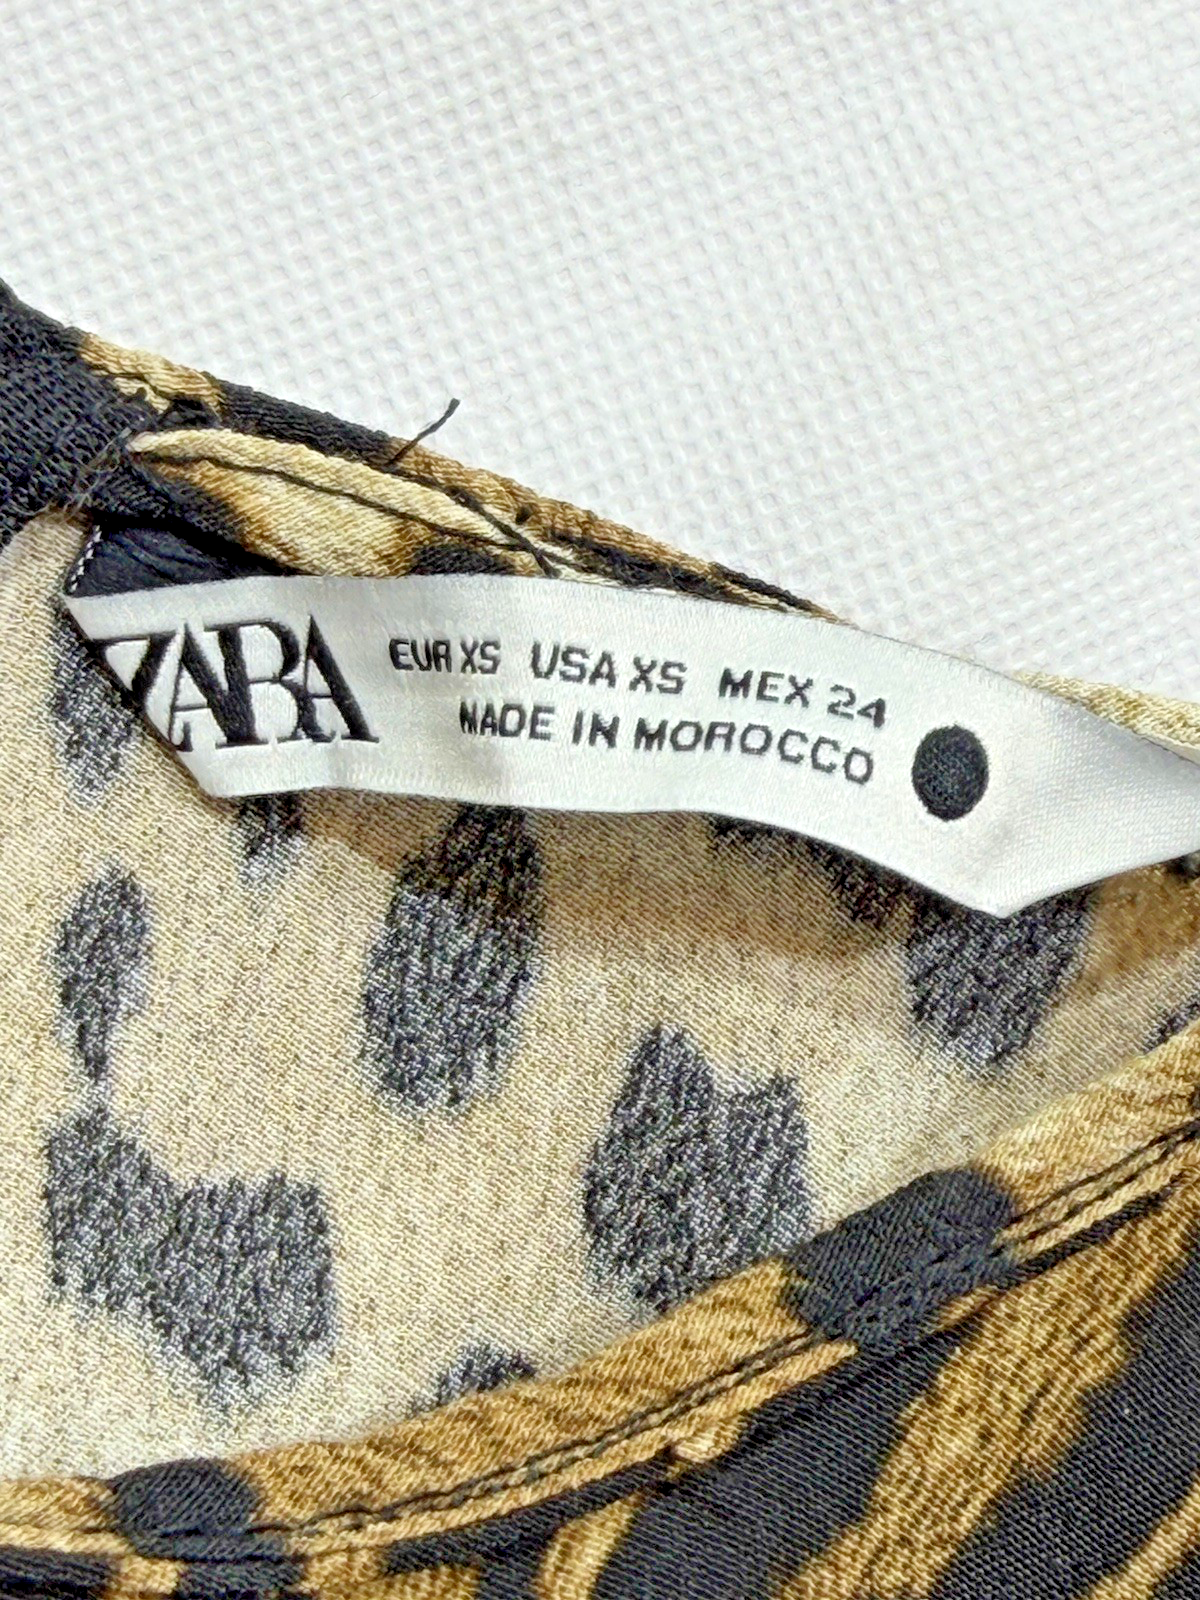 ZARA
EUR XS USA XS MEX 24
MADE IN MOROCCO